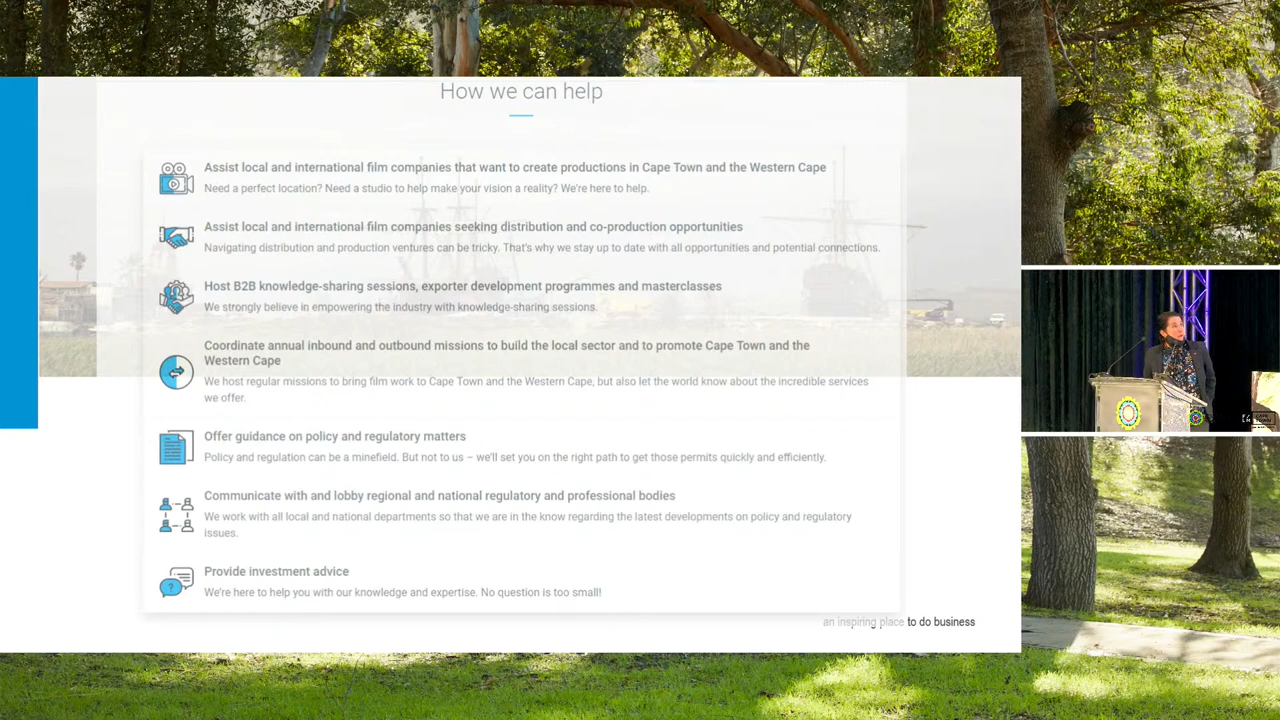 How we can help
Assist local and international film companies that want to create productions in Cape Town and the Western Cape
Need a perfect location? Need a studio to help make your vision a reality? We're here to help.
Assist local and international film companies seeking distribution and co-production opportunities
Navigating distribution and production ventures can be tricky. That's why we stay up to date with all opportunities and potential connections.
Host B2B knowledge-sharing sessions, exporter development programmes and masterclasses
We strongly believe in empowering the industry with knowledge-sharing sessions.
Coordinate annual inbound and outbound missions to build the local sector and to promote Cape Town and the
Western Cape
We host regular missions to bring film work to Cape Town and the Western Cape, but also let the world know about the incredible services
we offer.
Offer guidance on policy and regulatory matters
Policy and regulation can be a minefield. But not to us – we'll set you on the right path to get those permits quickly and efficiently.
Communicate with and lobby regional and national regulatory and professional bodies
We work with all local and national departments so that we are in the know regarding the latest developments on policy and regulatory
issues.
Provide investment advice
We're here to help you with our knowledge and expertise. No question is too small!
an inspiring place to do business